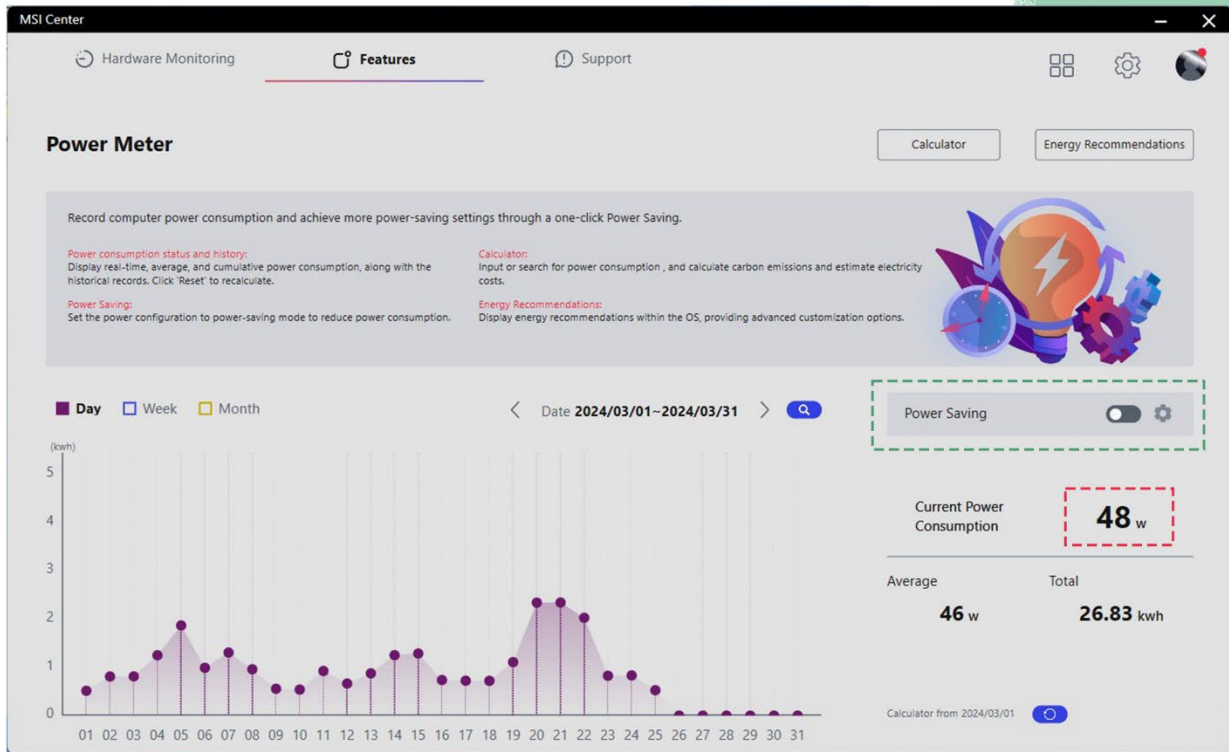 MSI Center
Hardware Monitoring
Features
Support
Power Meter
Calculator
Energy Recommendations
Record computer power consumption and achieve more power-saving settings through a one-click Power Saving.
Power consumption status and history:
Display real-time, average, and cumulative power consumption, along with the
historical records. Click 'Reset' to recalculate.
Power Saving:
Set the power configuration to power-saving mode to reduce power consumption.
Calculator:
Input or search for power consumption , and calculate carbon emissions and estimate electricity
costs.
Energy Recommendations:
Display energy recommendations within the OS, providing advanced customization options.
Day Week Month
Date 2024/03/01~2024/03/31
Power Saving
(kwh)
5
4
3
2
1
0
01 02 03 04 05 06 07 08 09 10 11 12 13 14 15 16 17 18 19 20 21 22 23 24 25 26 27 28 29 30 31
Current Power
Consumption
48 w
Average
46 w
Total
26.83 kwh
Calculator from 2024/03/01